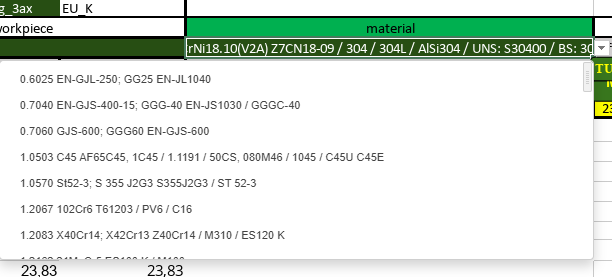 g_3ax EU_K
workpiece material
rNi18.10(V2A) Z7CN18-09 / 304 / 304L / AlSi304 / UNS: S30400 / BS: 30
TU
0.6025 EN-GJL-250; GG25 EN-JL1040
0.7040 EN-GJS-400-15; GGG-40 EN-JS1030 / GGGC-40
23
0.7060 GJS-600; GGG60 EN-GJS-600
1.0503 C45 AF65C45, 1C45 / 1.1191 / 50CS, 080M46 / 1045 / C45U C45E
1.0570 St52-3; S 355 J2G3 S355J2G3 / ST 52-3
1.2067 102Cr6 T61203 / PV6 / C16
1.2083 X40Cr14; X42Cr13 Z40Cr14 / M310 / ES120 K
23,83 23,83